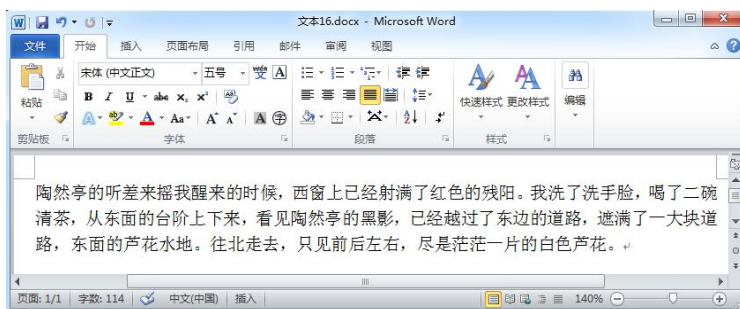 文本16.docx - Microsoft Word
文件 开始 插入 页面布局 引用 邮件 审阅 视图
宋体 (中文正文) 五号 wén 文 A
粘贴 B I U abc X₂ X² 快速样式 更改样式 编辑
A ab A Aa A A A 字
剪贴板 字体 段落 样式
陶然亭的听差来摇我醒来的时候，西窗上已经射满了红色的残阳。我洗了洗手脸，喝了二碗
清茶，从东面的台阶上下来，看见陶然亭的黑影，已经越过了东边的道路，遮满了一大块道
路，东面的芦花水地。往北走去，只见前后左右，尽是茫茫一片的白色芦花。
页面: 1/1 字数: 114 中文(中国) 插入 140%